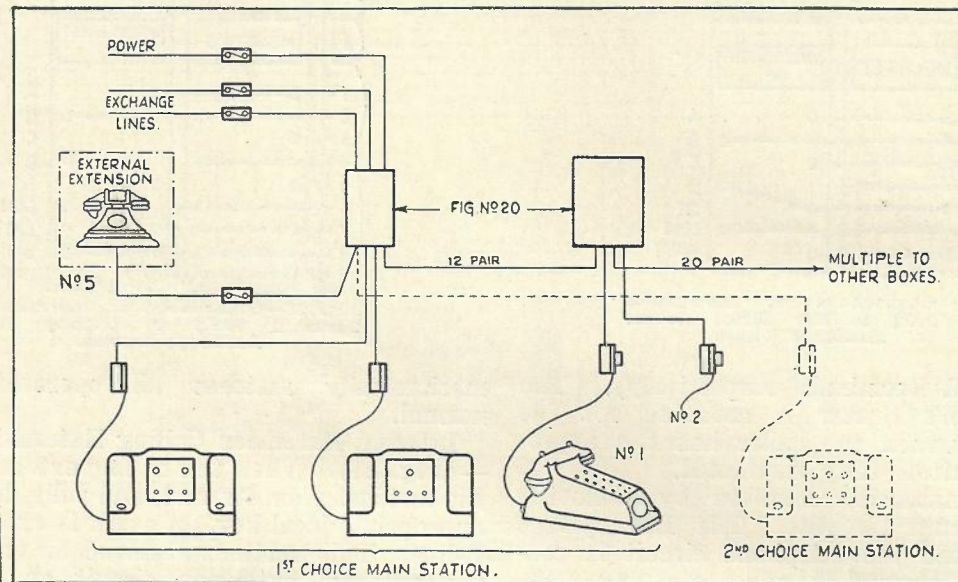 POWER
EXCHANGE
LINES.
EXTERNAL
EXTENSION
Nº5
FIG. Nº20
12 PAIR
20 PAIR
MULTIPLE TO
OTHER BOXES.
Nº 2
Nº 1
1ST CHOICE MAIN STATION.
2ND CHOICE MAIN STATION.